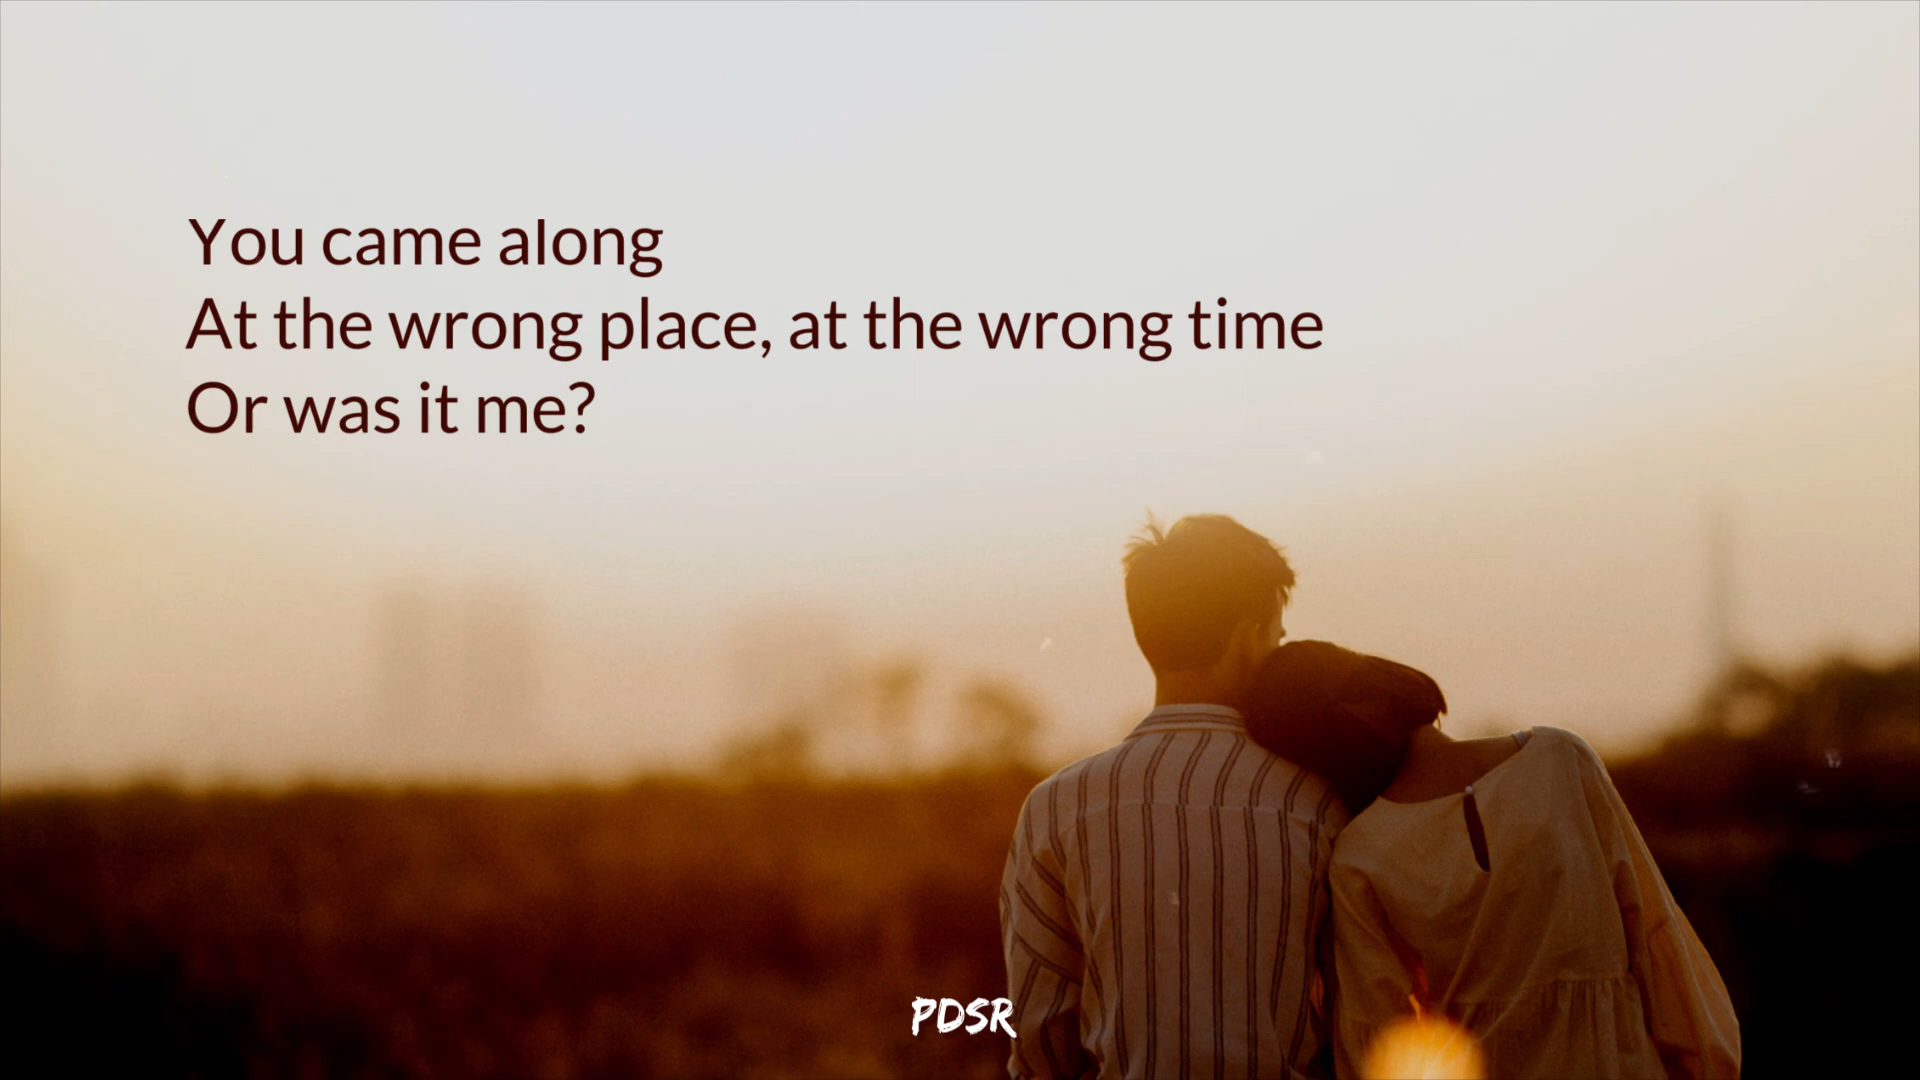 You came along
At the wrong place, at the wrong time
Or was it me?
PDSR